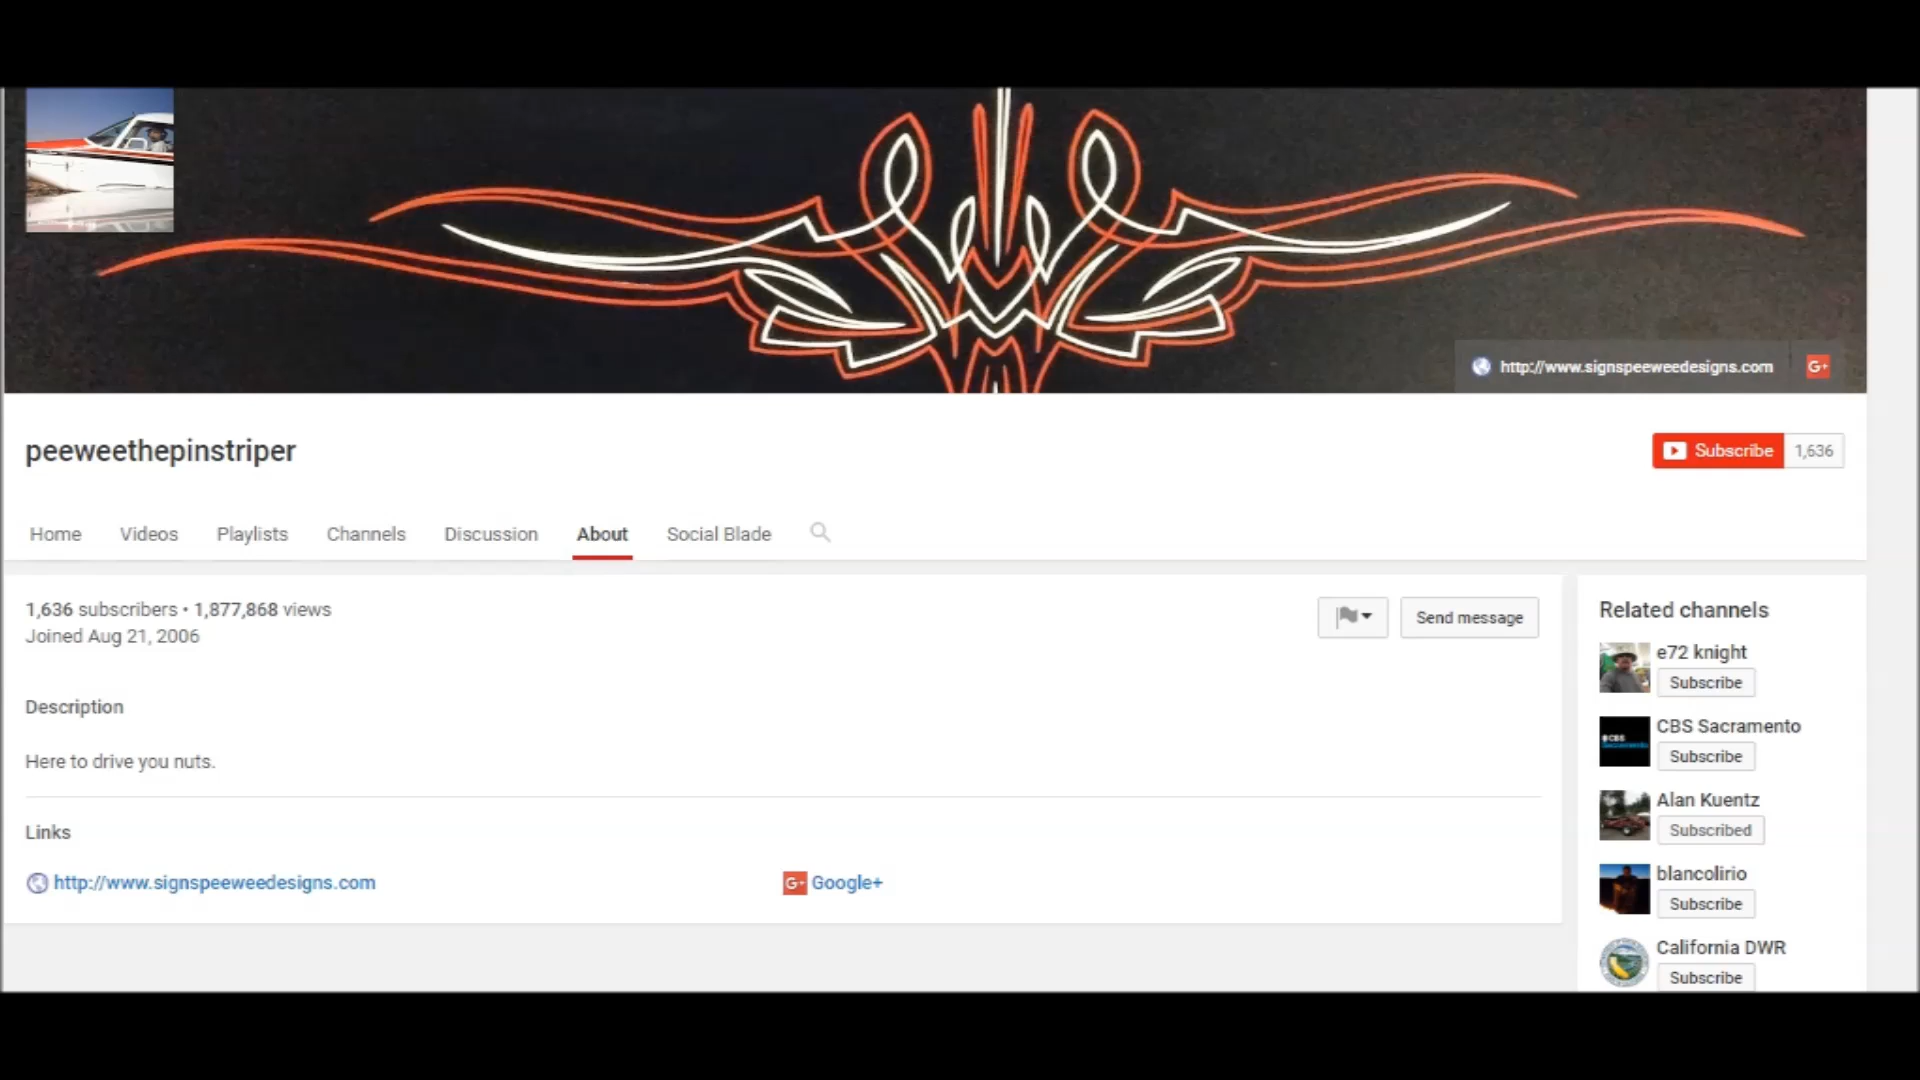 http://www.signspeeweedesigns.com
G+
peeweethepinstriper
Subscribe 1,636
Home Videos Playlists Channels Discussion About Social Blade
1,636 subscribers • 1,877,868 views
Joined Aug 21, 2006
Send message
Description
Here to drive you nuts.
Links
http://www.signspeeweedesigns.com
G+ Google+
Related channels
e72 knight
Subscribe
CBS Sacramento
Subscribe
Alan Kuentz
Subscribed
blancolirio
Subscribe
California DWR
Subscribe